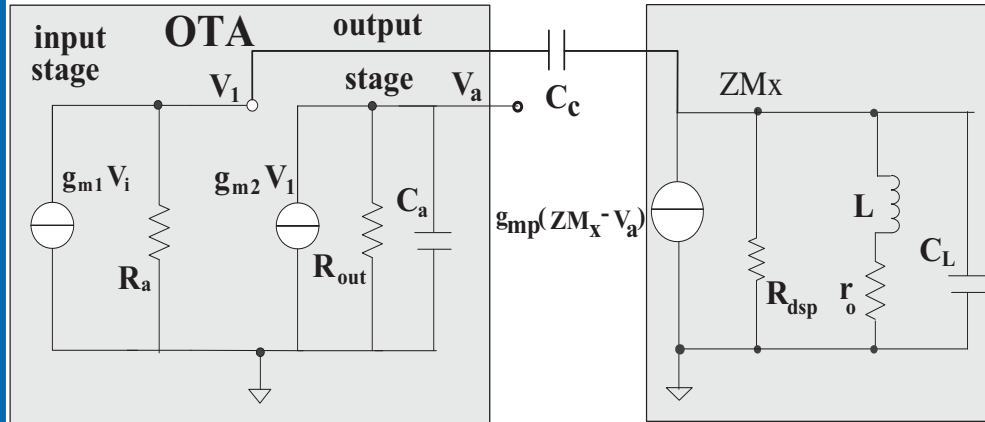 input
stage
OTA
output
stage
V1
Va
Cc
ZMx
gm1 Vi
gm2 V1
Ca
gmp(ZMx - Va)
L
CL
Ra
Rout
Rdsp
ro